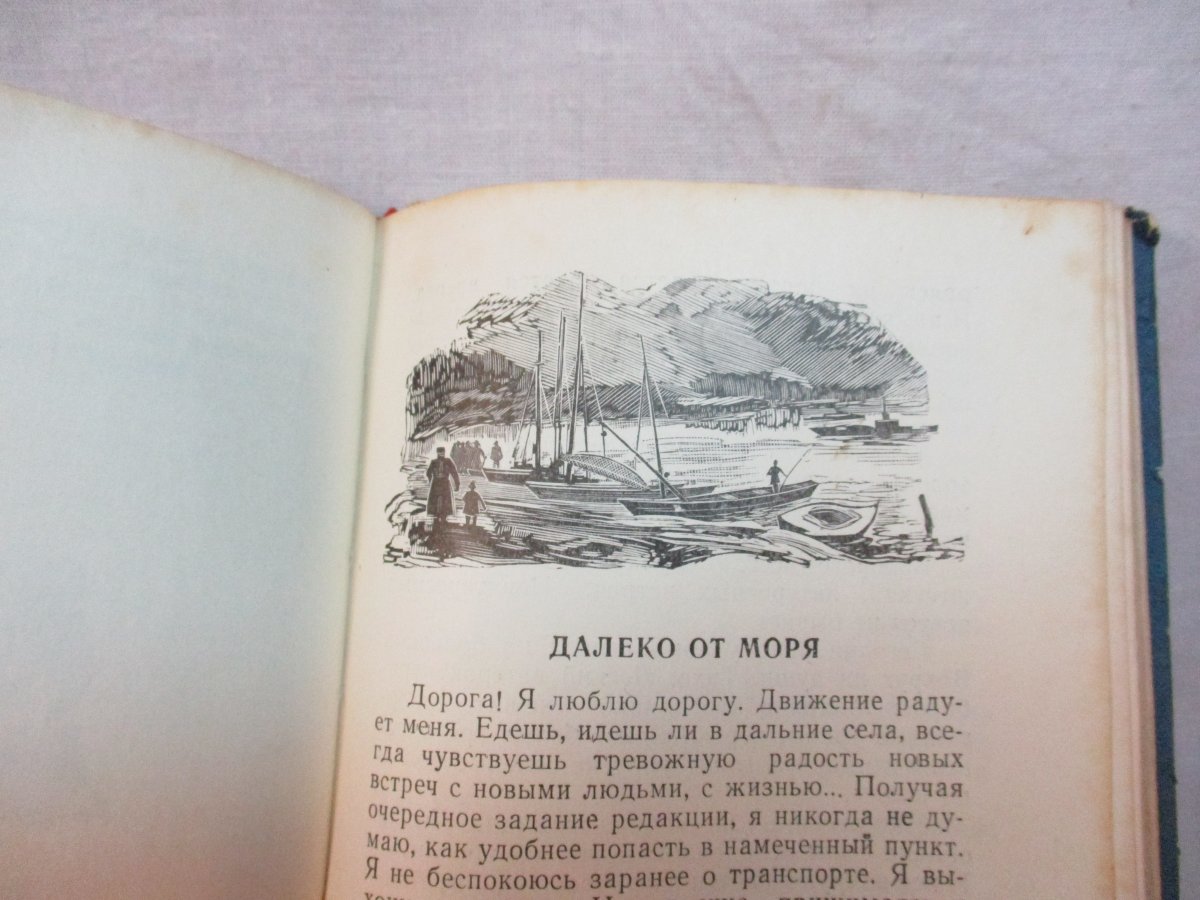 ДАЛЕКО ОТ МОРЯ
Дорога! Я люблю дорогу. Движение раду-
ет меня. Едешь, идешь ли в дальние села, все-
гда чувствуешь тревожную радость новых
встреч с новыми людьми, с жизнью... Получая
очередное задание редакции, я никогда не ду-
маю, как удобнее попасть в намеченный пункт.
Я не беспокоюсь заранее о транспорте. Я вы-